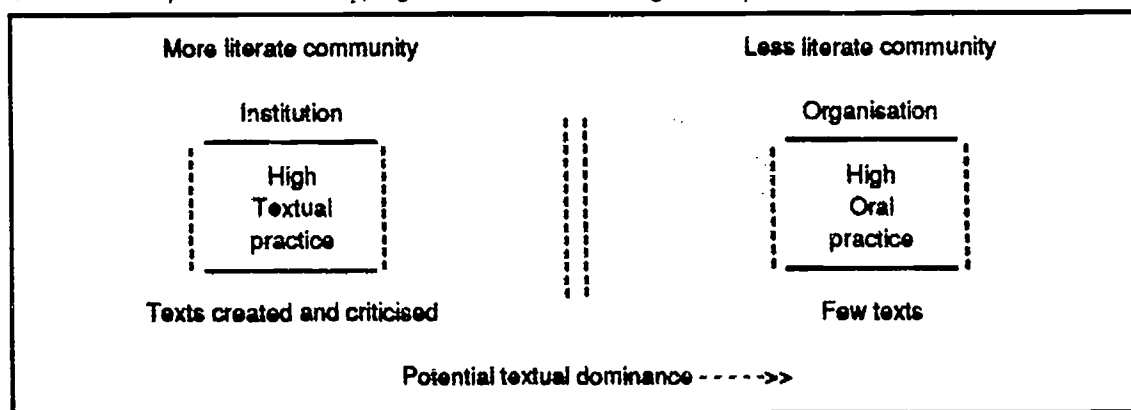 More literate community
Less literate community
Institution
Organisation
High
Textual
practice
High
Oral
practice
Texts created and criticised
Few texts
Potential textual dominance ----->>